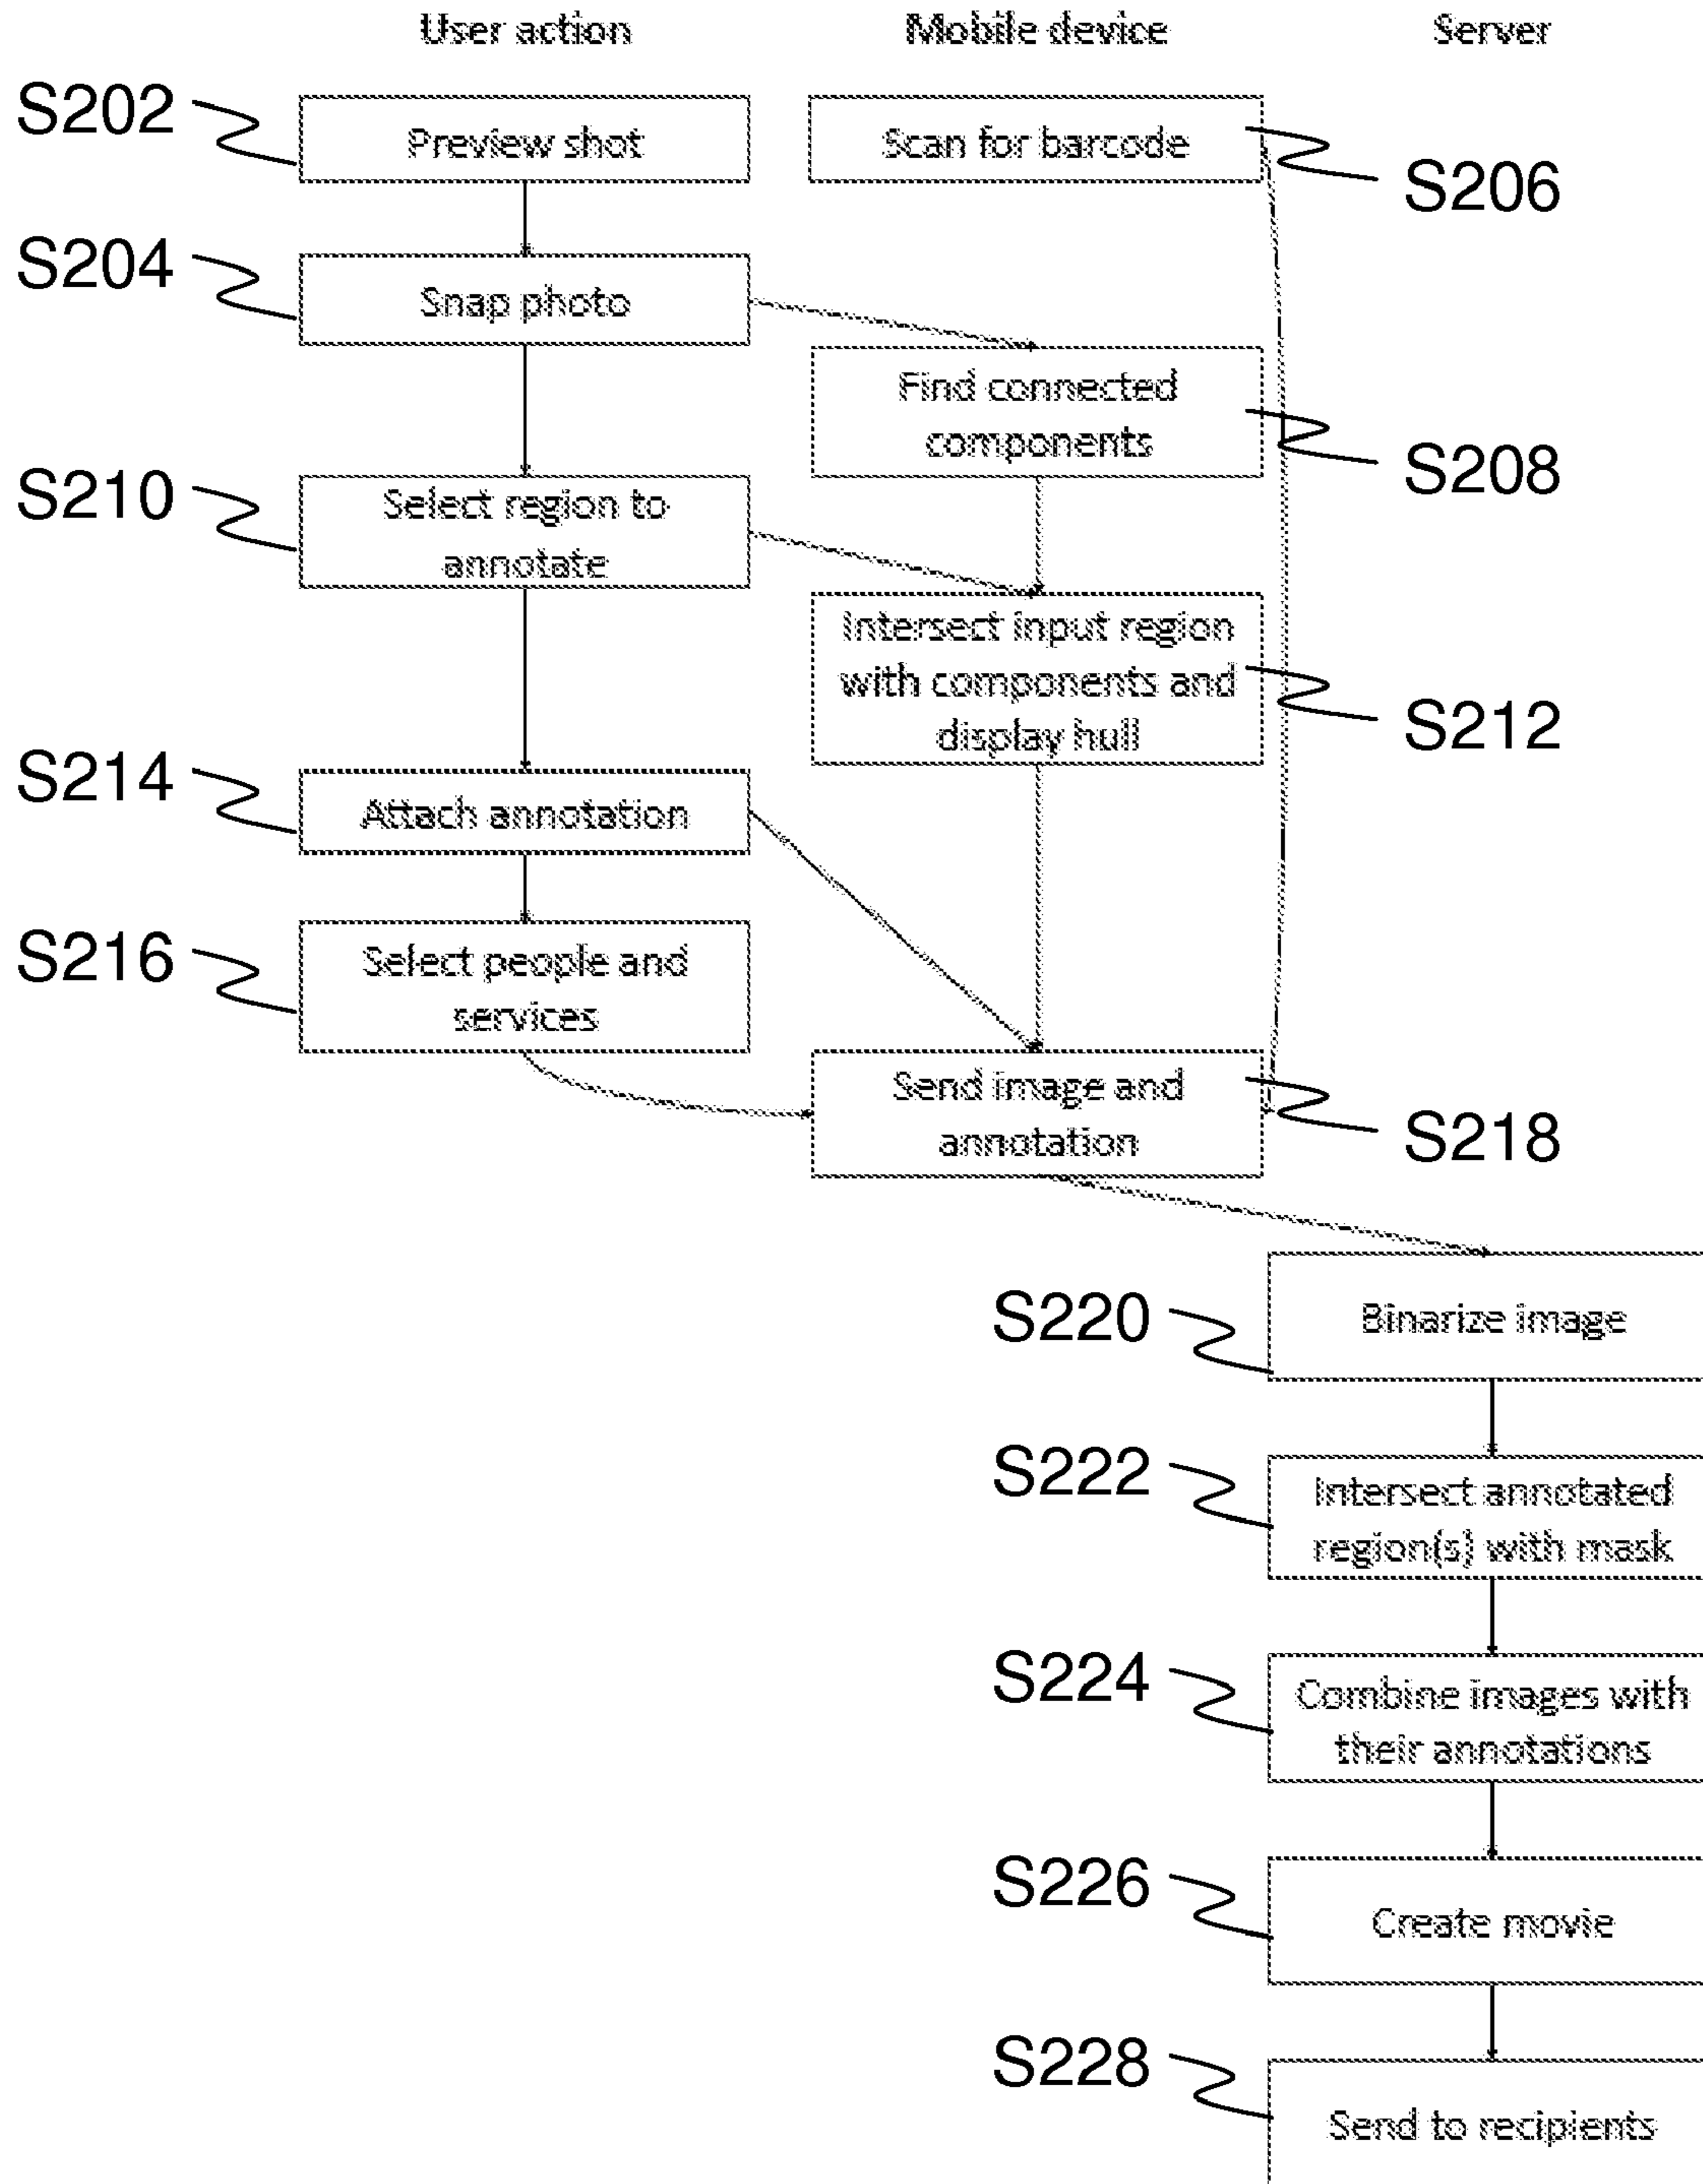 User action
Mobile device
Server
S202
Preview shot
Scan for barcode
S206
S204
Snap photo
Find connected
components
S208
S210
Select region to
annotate
Intersect input region
with components and
display hull
S212
S214
Attach annotation
S216
Select people and
services
Send image and
annotation
S218
S220
Binarize image
S222
Intersect annotated
region(s) with mask
S224
Combine images with
their annotations
S226
Create movie
S228
Send to recipients